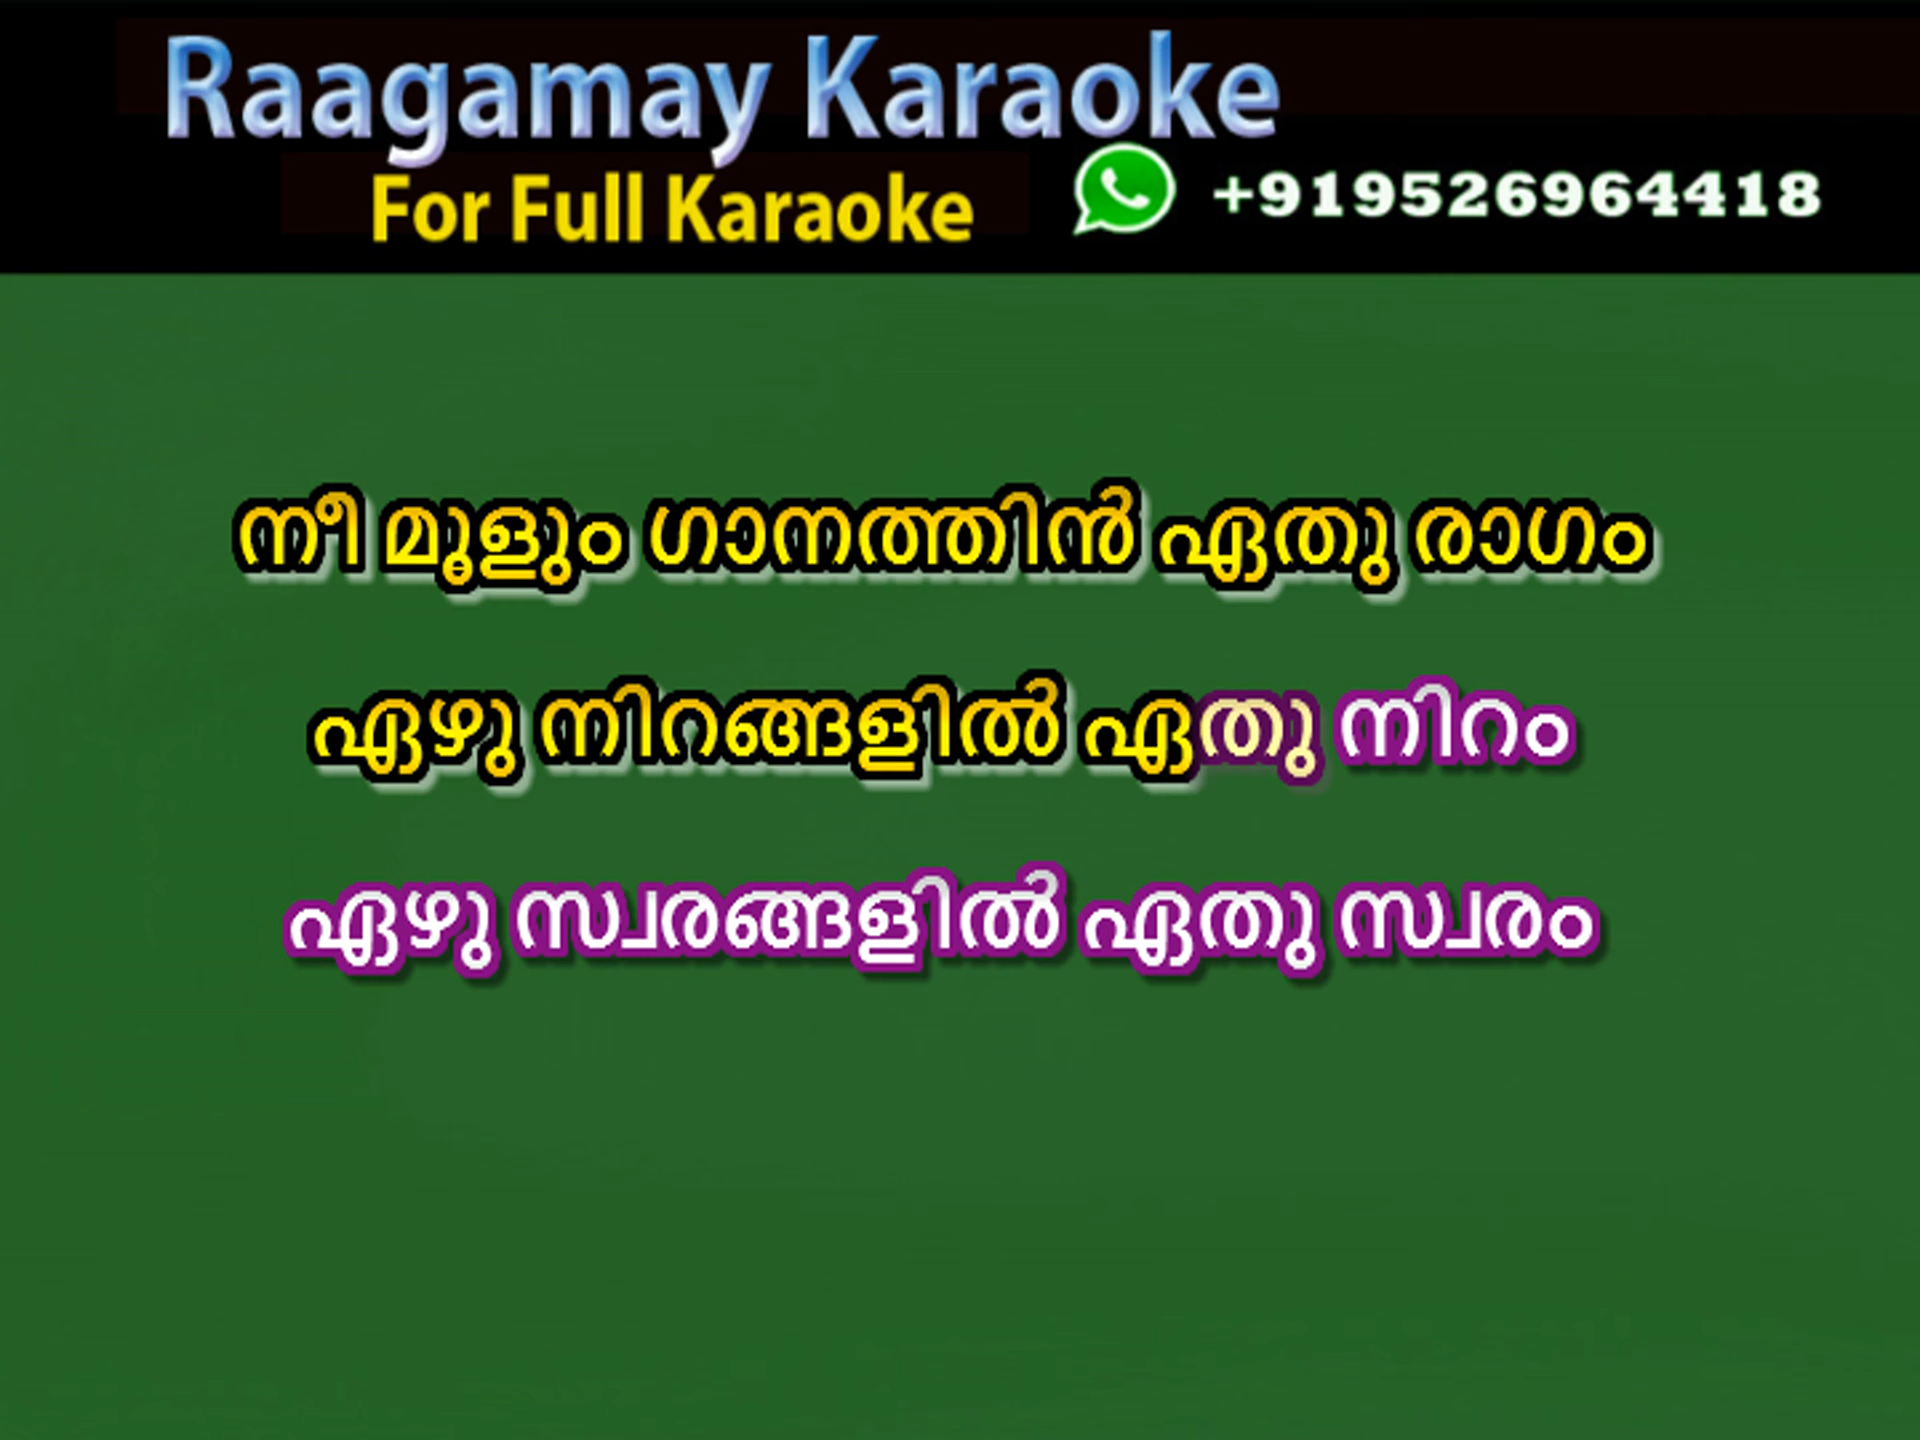 Raagamay Karaoke
For Full Karaoke +919526964418
നീ മൂളും ഗാനത്തിൻ ഏതു രാഗം
ഏഴു നിറങ്ങളിൽ ഏതു നിറം
ഏഴു സ്വരങ്ങളിൽ ഏതു സ്വരം